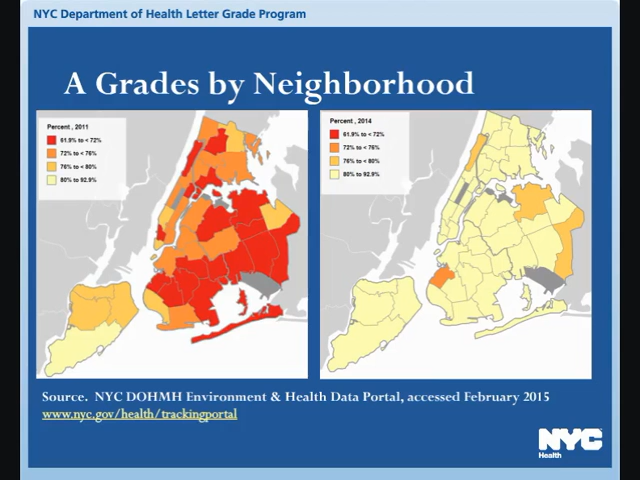 NYC Department of Health Letter Grade Program
A Grades by Neighborhood
Percent , 2011
61.9% to < 72%
72% to < 76%
76% to < 80%
80% to 92.9%
Percent , 2014
61.9% to < 72%
72% to < 76%
76% to < 80%
80% to 92.9%
Source. NYC DOHMH Environment & Health Data Portal, accessed February 2015
www.nyc.gov/health/trackingportal
NYC
Health